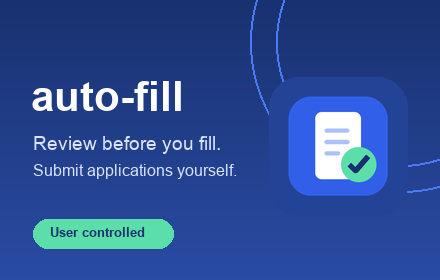 auto-fill
Review before you fill.
Submit applications yourself.
User controlled